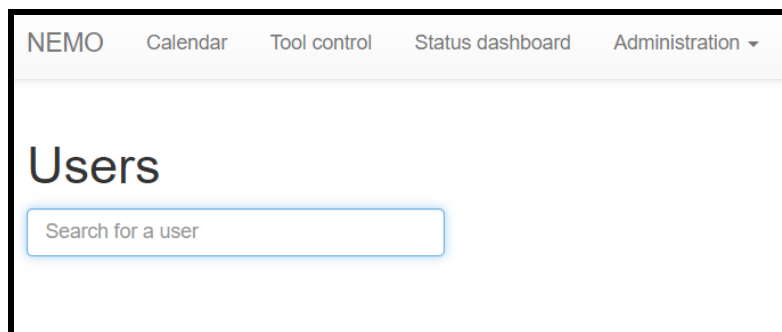 NEMO Calendar Tool control Status dashboard Administration
Users
Search for a user